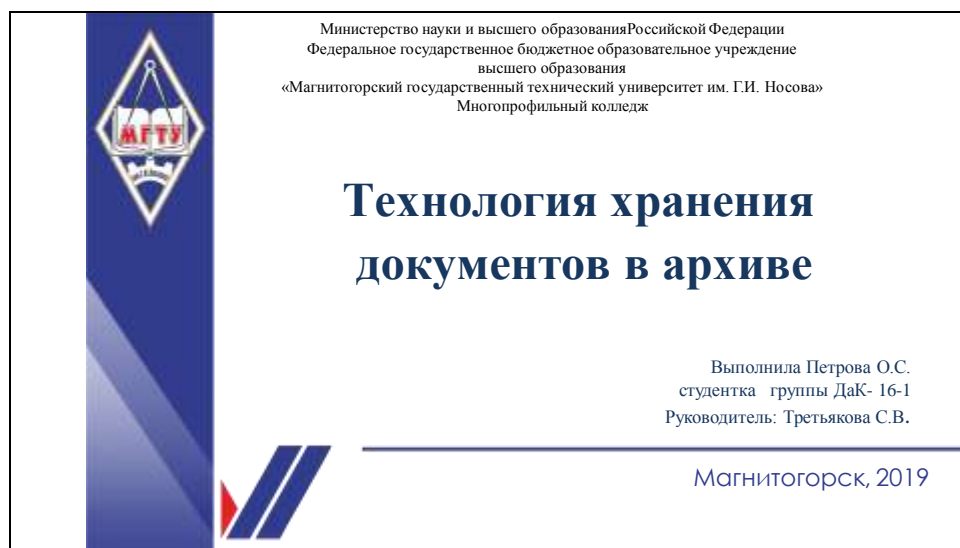 Министерство науки и высшего образованияРоссийской Федерации
Федеральное государственное бюджетное образовательное учреждение
высшего образования
«Магнитогорский государственный технический университет им. Г.И. Носова»
Многопрофильный колледж
МГТУ
Технология хранения
документов в архиве
Выполнила Петрова О.С.
студентка группы ДаК- 16-1
Руководитель: Третьякова С.В.
Магнитогорск, 2019